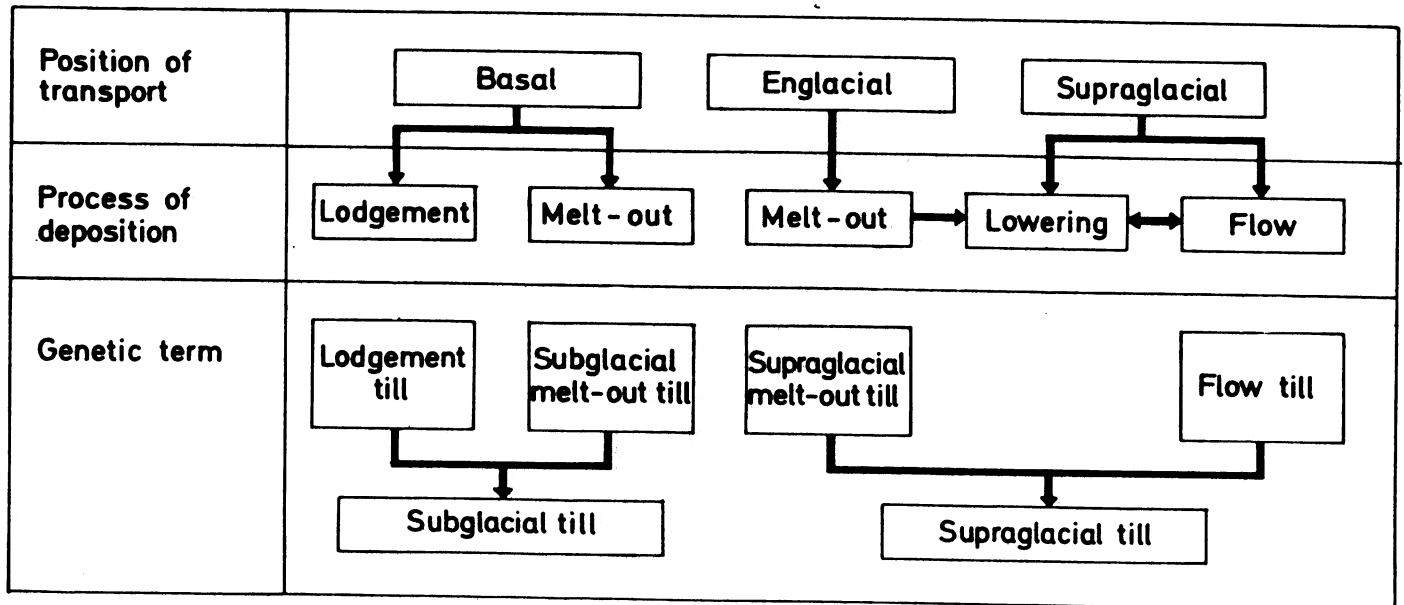 Position of
transport
Basal
Englacial
Supraglacial
Process of
deposition
Lodgement
Melt-out
Melt-out
Lowering
Flow
Genetic term
Lodgement
till
Subglacial
melt-out till
Supraglacial
melt-out till
Flow till
Subglacial till
Supraglacial till